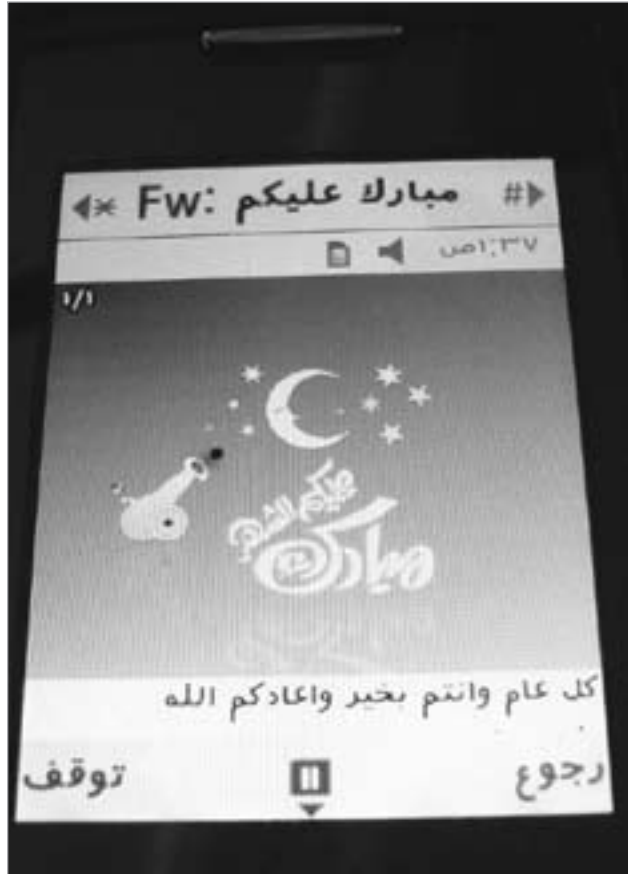 Fw: مبارك عليكم
١:٣٧ص
١/١
عليكم الشهر
مبارك
كل عام وانتم بخير واعادكم الله
رجوع
توقف